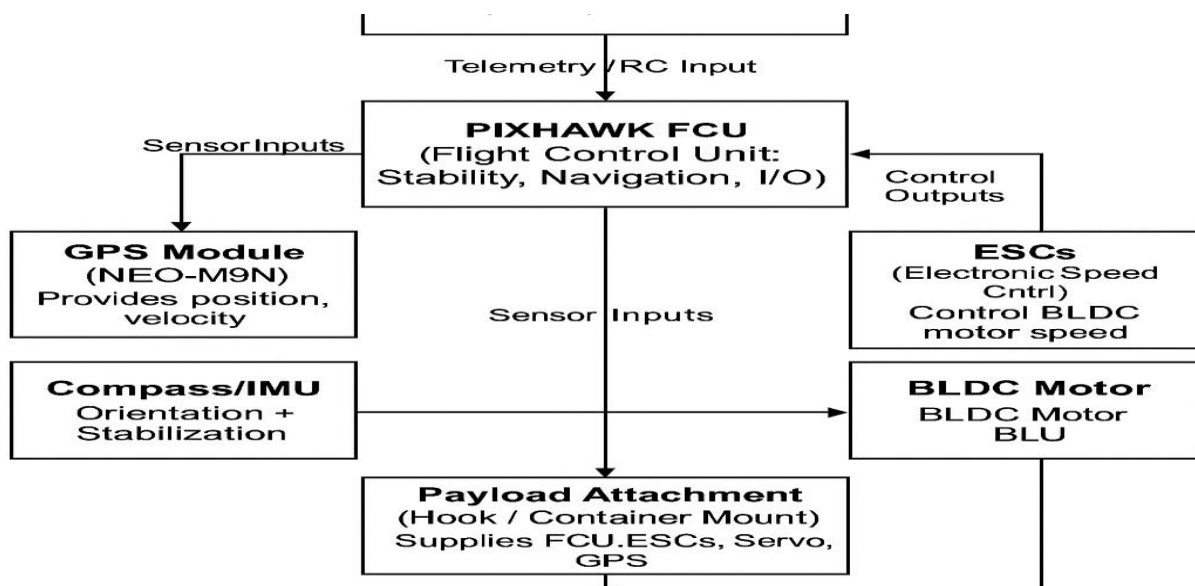 Telemetry /RC Input
PIXHAWK FCU
(Flight Control Unit:
Stability, Navigation, I/O)
Sensor Inputs
Control
Outputs
GPS Module
(NEO-M9N)
Provides position,
velocity
ESCs
(Electronic Speed
Cntrl)
Control BLDC
motor speed
Sensor Inputs
Compass/IMU
Orientation +
Stabilization
BLDC Motor
BLDC Motor
BLU
Payload Attachment
(Hook / Container Mount)
Supplies FCU.ESCs, Servo,
GPS